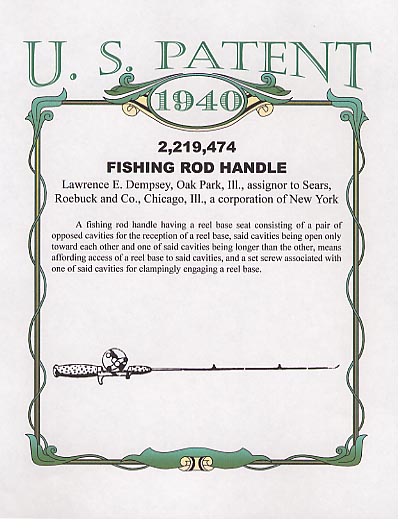 U. S. PATENT
1940
2,219,474
FISHING ROD HANDLE
Lawrence E. Dempsey, Oak Park, Ill., assignor to Sears,
Roebuck and Co., Chicago, Ill., a corporation of New York
A fishing rod handle having a reel base seat consisting of a pair of
opposed cavities for the reception of a reel base, said cavities being open only
toward each other and one of said cavities being longer than the other, means
affording access of a reel base to said cavities, and a set screw associated with
one of said cavities for clampingly engaging a reel base.